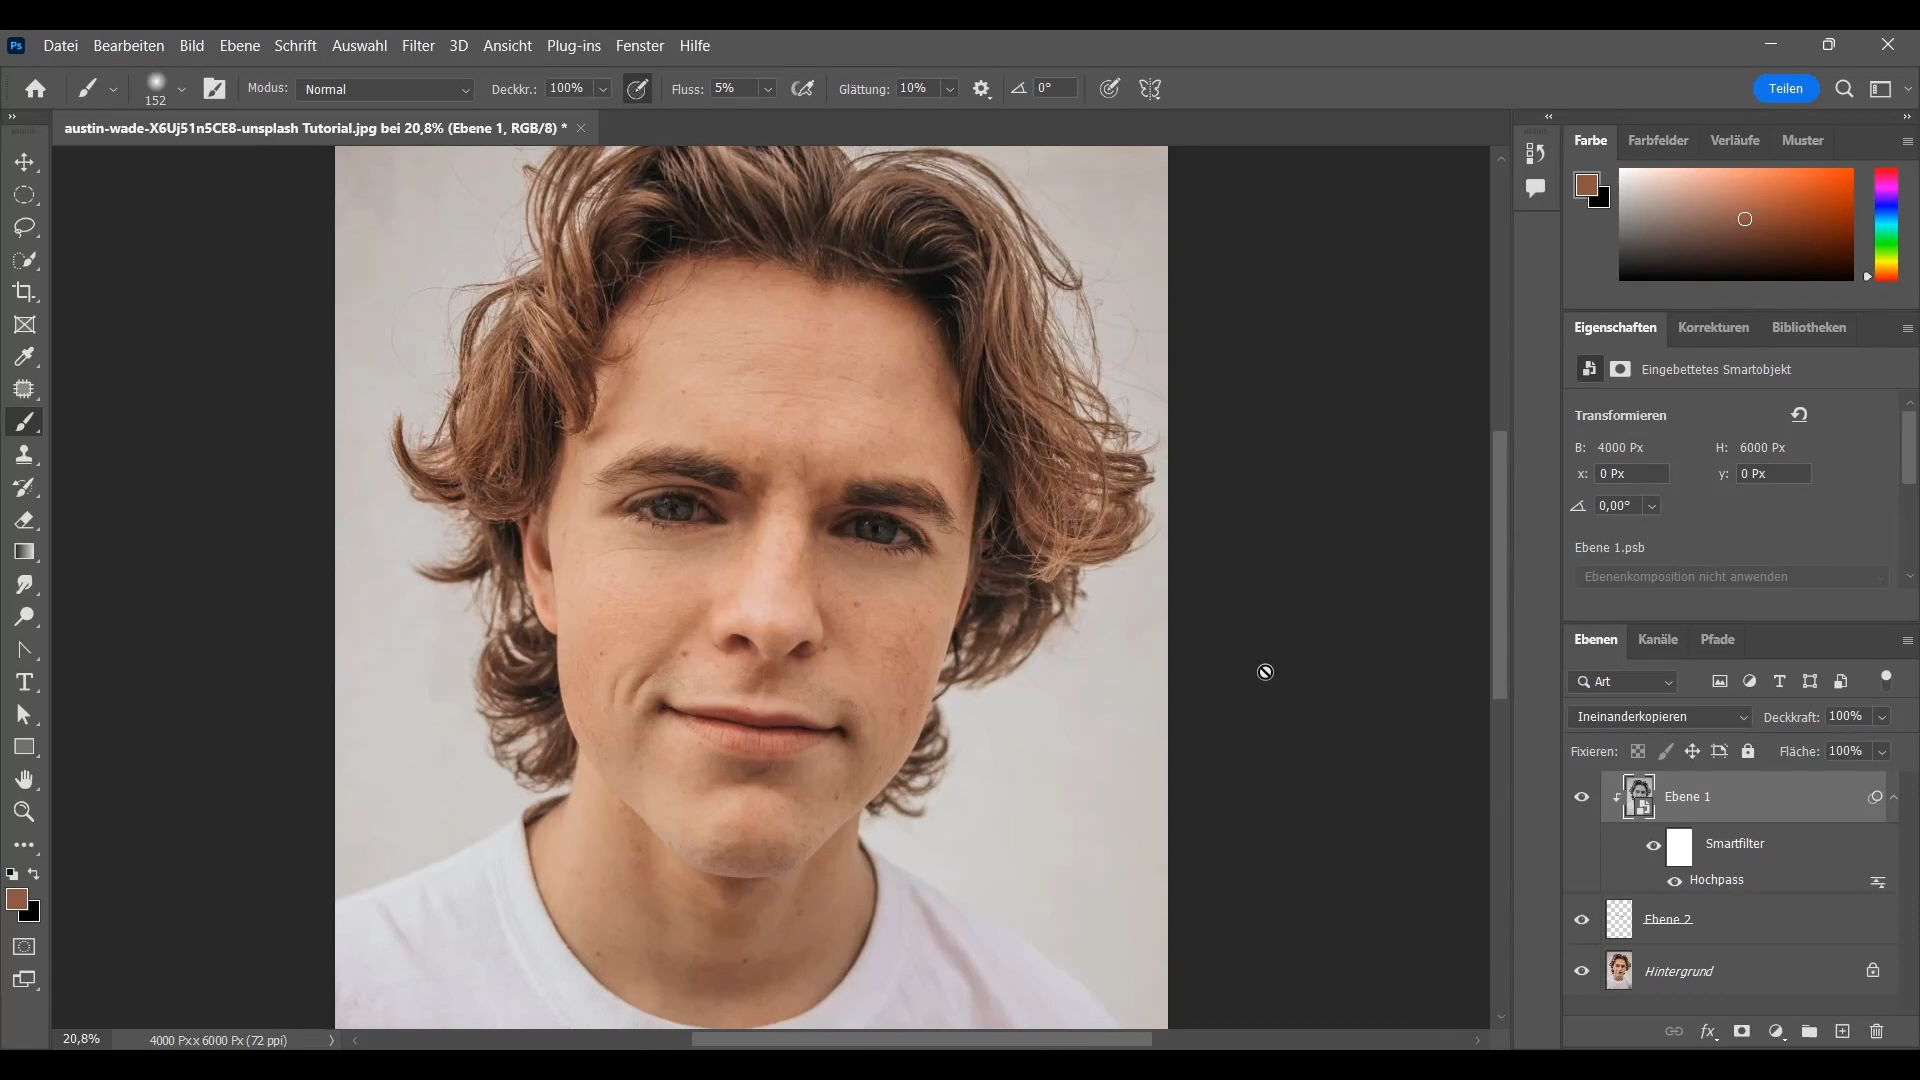 Ps Datei Bearbeiten Bild Ebene Schrift Auswahl Filter 3D Ansicht Plug-ins Fenster Hilfe
152 Modus: Normal Deckkr.: 100% Fluss: 5% Glättung: 10% 0° Teilen
austin-wade-X6Uj51n5CE8-unsplash Tutorial.jpg bei 20,8% (Ebene 1, RGB/8) *
Farbe Farbfelder Verläufe Muster
Eigenschaften Korrekturen Bibliotheken
Eingebettetes Smartobjekt
Transformieren
B: 4000 Px H: 6000 Px
x: 0 Px y: 0 Px
0,00°
Ebene 1.psb
Ebenenkomposition nicht anwenden
Ebenen Kanäle Pfade
Art
Ineinanderkopieren Deckkraft: 100%
Fixieren: Fläche: 100%
Ebene 1
Smartfilter
Hochpass
Ebene 2
Hintergrund
20,8% 4000 Px x 6000 Px (72 ppi)